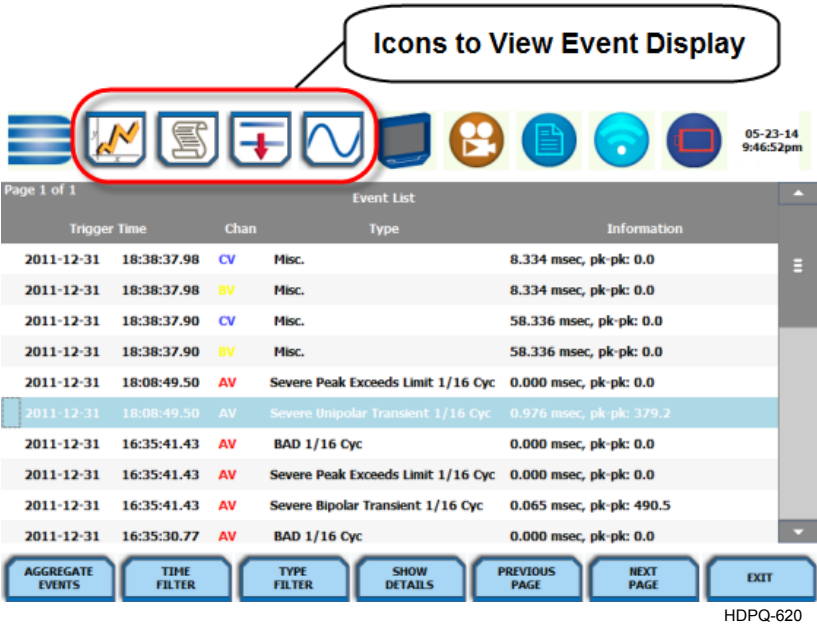 Icons to View Event Display
05-23-14
9:46:52pm
Page 1 of 1
Event List
Trigger Time Chan Type Information
2011-12-31 18:38:37.98 CV Misc. 8.334 msec, pk-pk: 0.0
2011-12-31 18:38:37.98 BV Misc. 8.334 msec, pk-pk: 0.0
2011-12-31 18:38:37.90 CV Misc. 58.336 msec, pk-pk: 0.0
2011-12-31 18:38:37.90 BV Misc. 58.336 msec, pk-pk: 0.0
2011-12-31 18:08:49.50 AV Severe Peak Exceeds Limit 1/16 Cyc 0.000 msec, pk-pk: 0.0
2011-12-31 18:08:49.50 AV Severe Unipolar Transient 1/16 Cyc 0.976 msec, pk-pk: 379.2
2011-12-31 16:35:41.43 AV BAD 1/16 Cyc 0.000 msec, pk-pk: 0.0
2011-12-31 16:35:41.43 AV Severe Peak Exceeds Limit 1/16 Cyc 0.000 msec, pk-pk: 0.0
2011-12-31 16:35:41.43 AV Severe Bipolar Transient 1/16 Cyc 0.065 msec, pk-pk: 490.5
2011-12-31 16:35:30.77 AV BAD 1/16 Cyc 0.000 msec, pk-pk: 0.0
AGGREGATE EVENTS
TIME FILTER
TYPE FILTER
SHOW DETAILS
PREVIOUS PAGE
NEXT PAGE
EXIT
HDPQ-620